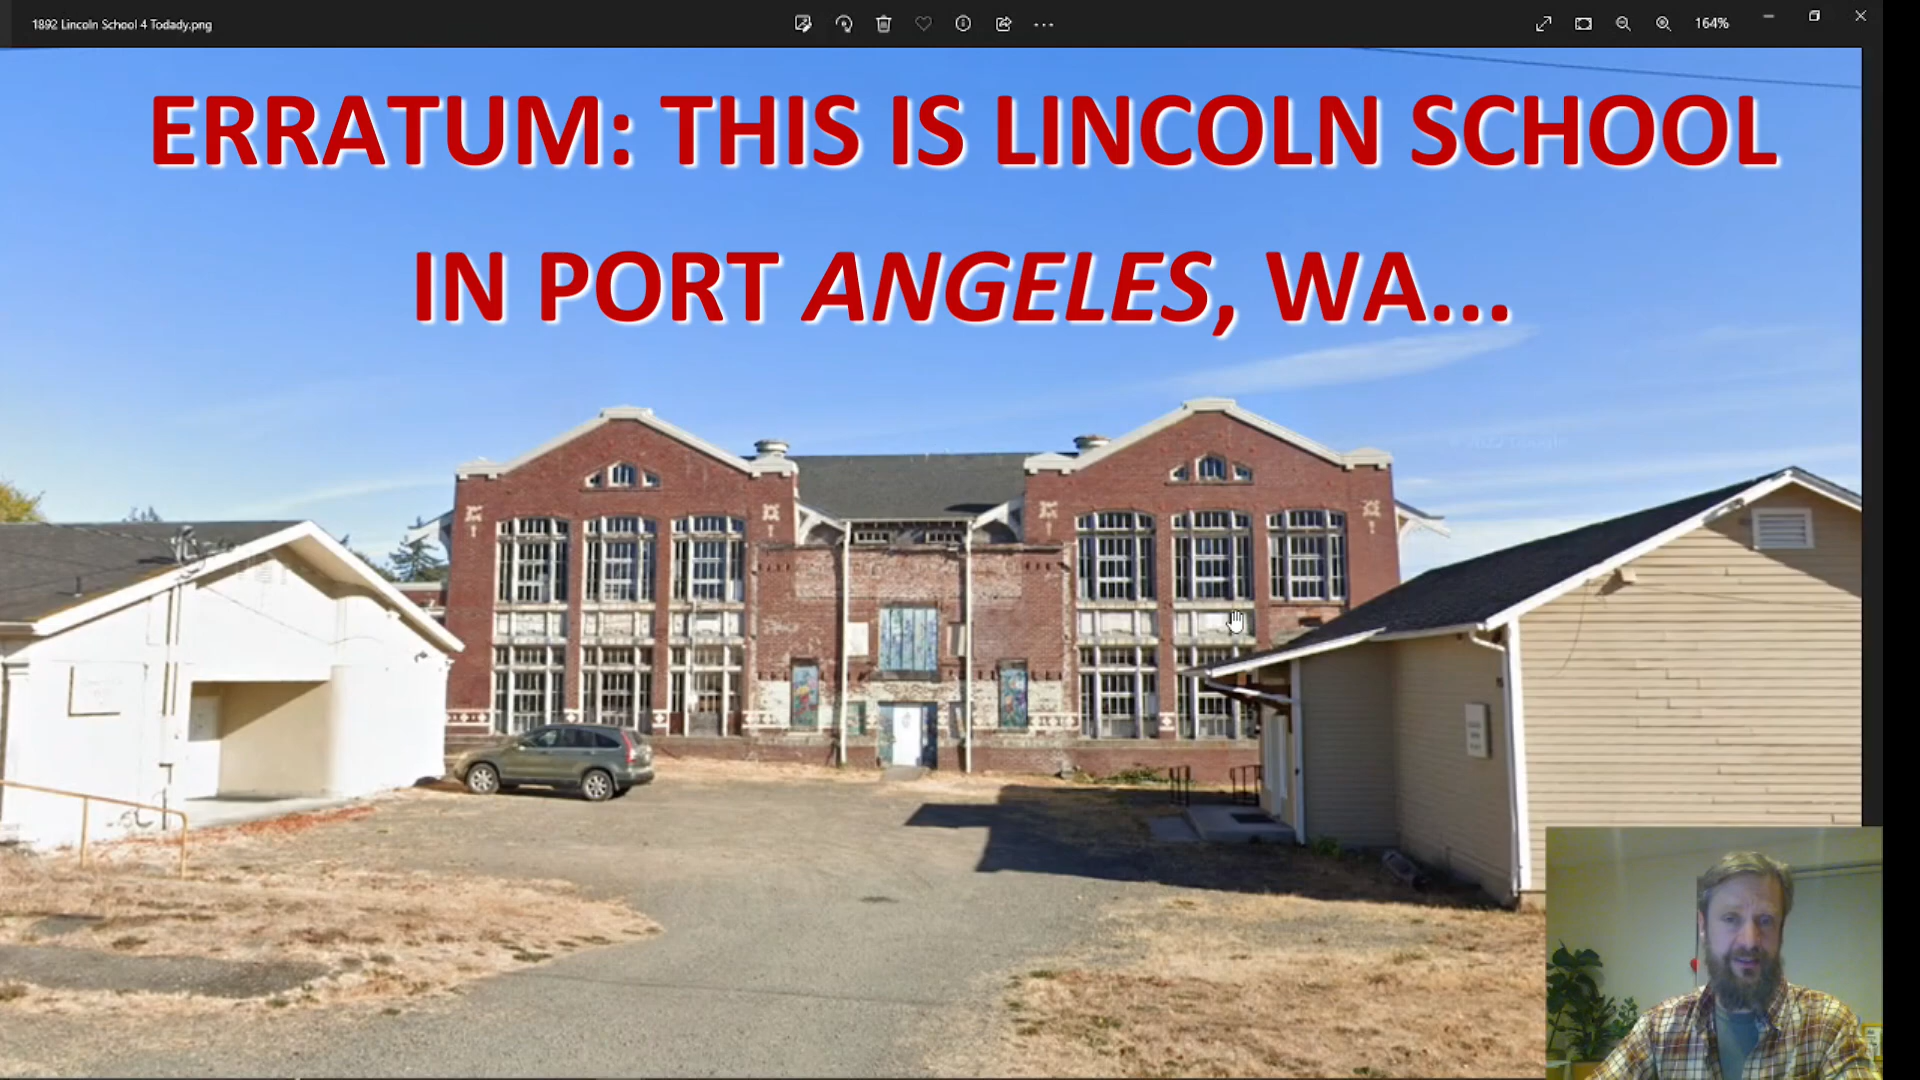 1892 Lincoln School 4 Todady.png
164%
ERRATUM: THIS IS LINCOLN SCHOOL
IN PORT ANGELES, WA...